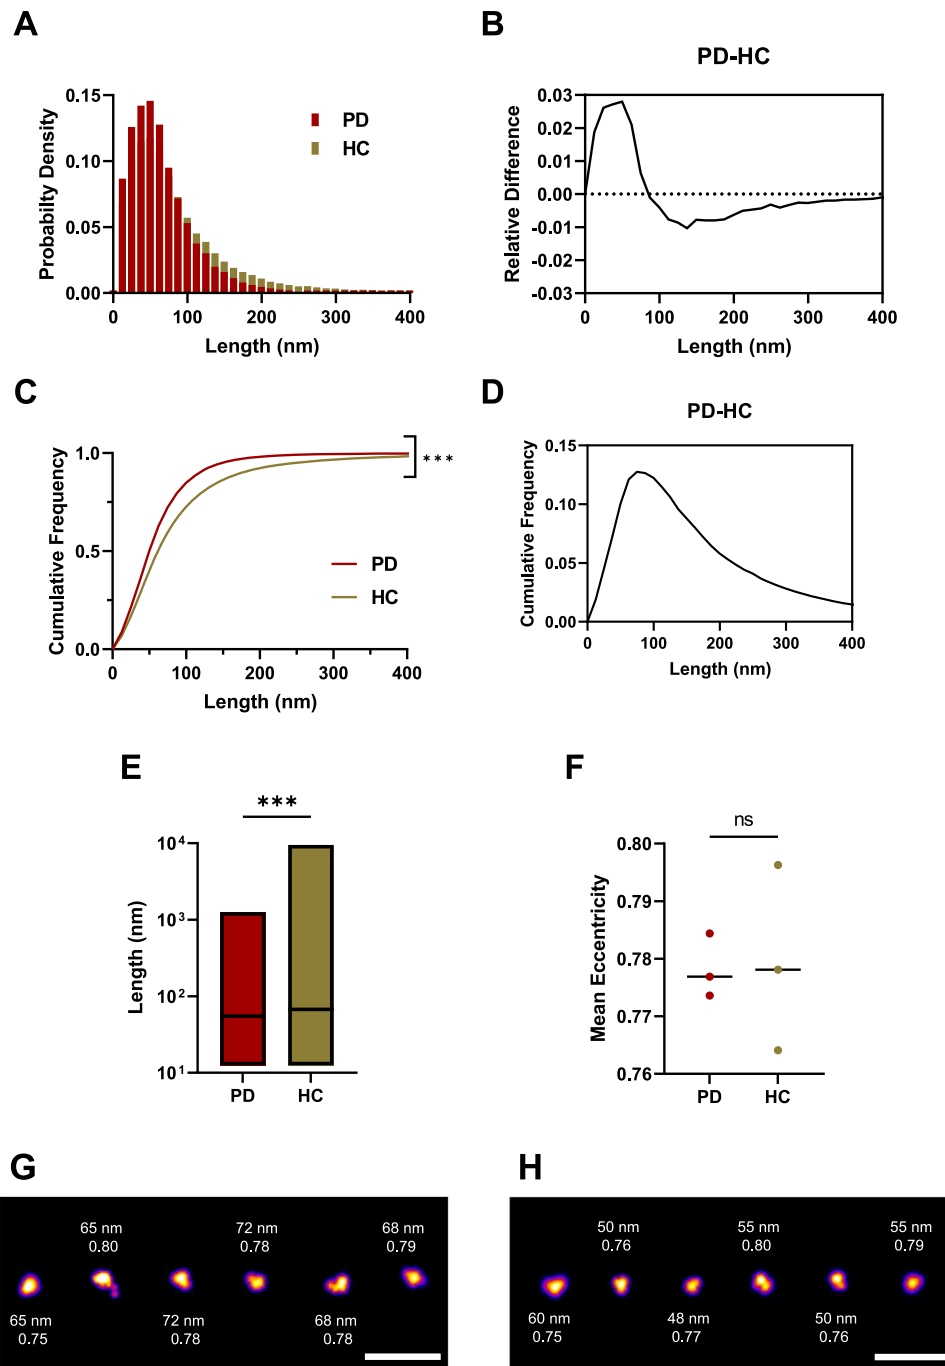 A
B
PD-HC
0.15
0.10
0.05
0.00
Probabilty Density
PD
HC
0
100
200
300
400
Length (nm)
0.03
0.02
0.01
0.00
-0.01
-0.02
-0.03
Relative Difference
0
100
200
300
400
Length (nm)
C
D
PD-HC
1.0
0.5
0.0
Cumulative Frequency
***
PD
HC
0
100
200
300
400
Length (nm)
0.15
0.10
0.05
0.00
Cumulative Frequency
0
100
200
300
400
Length (nm)
E
F
***
10⁴
10³
10²
10¹
Length (nm)
PD
HC
ns
0.80
0.79
0.78
0.77
0.76
Mean Eccentricity
PD
HC
G
H
65 nm
0.80
72 nm
0.78
68 nm
0.79
65 nm
0.75
72 nm
0.78
68 nm
0.78
50 nm
0.76
55 nm
0.80
55 nm
0.79
60 nm
0.75
48 nm
0.77
50 nm
0.76